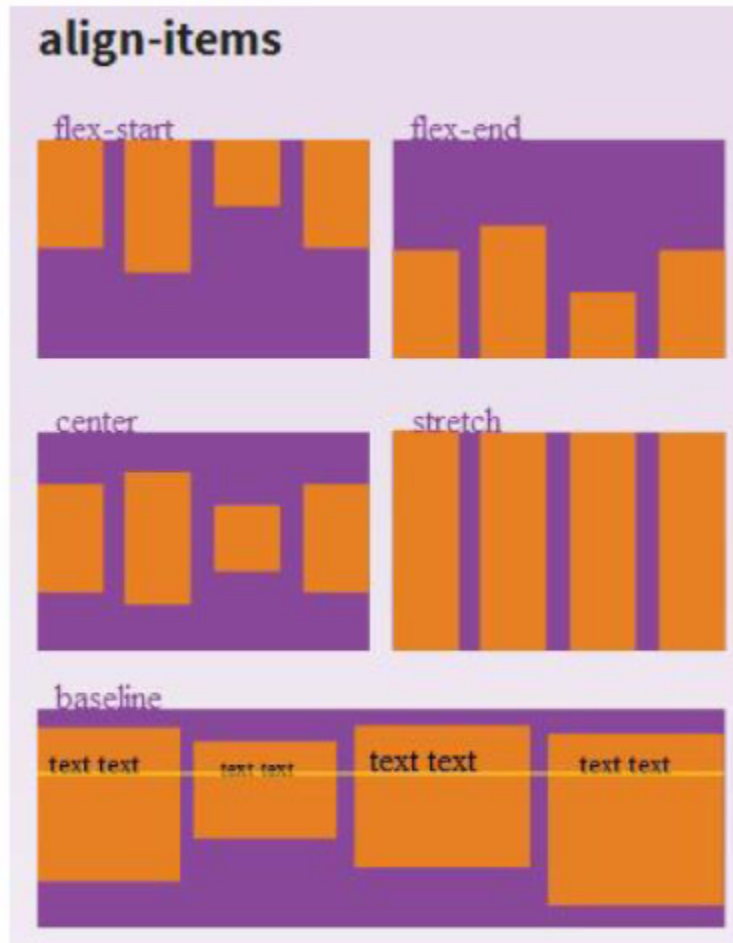 align-items
flex-start
flex-end
center
stretch
baseline
text text
text text
text text
text text